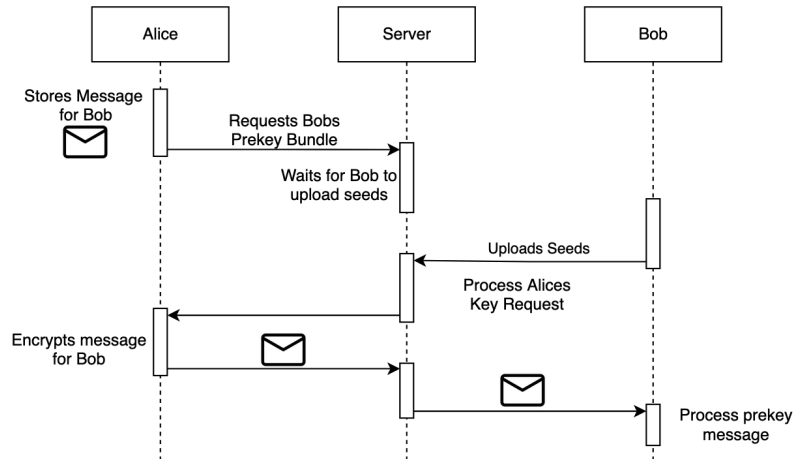 Alice
Server
Bob
Stores Message
for Bob
Requests Bobs
Prekey Bundle
Waits for Bob to
upload seeds
Uploads Seeds
Process Alices
Key Request
Encrypts message
for Bob
Process prekey
message